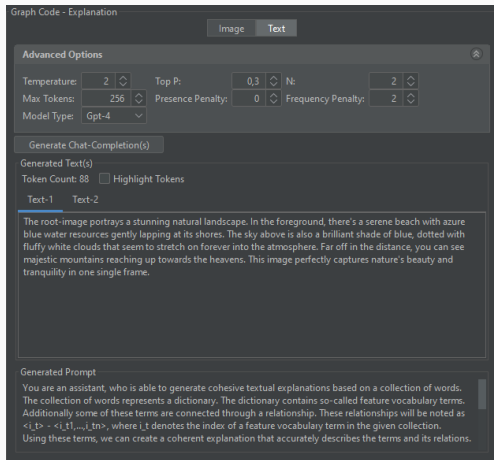 Graph Code - Explanation
Image Text
Advanced Options
Temperature: 2 Top P: 0,3 N: 2
Max Tokens: 256 Presence Penalty: 0 Frequency Penalty: 2
Model Type: Gpt-4
Generate Chat-Completion(s)
Generated Text(s)
Token Count: 88 Highlight Tokens
Text-1 Text-2
The root-image portrays a stunning natural landscape. In the foreground, there's a serene beach with azure
blue water resources gently lapping at its shores. The sky above is also a brilliant shade of blue, dotted with
fluffy white clouds that seem to stretch on forever into the atmosphere. Far off in the distance, you can see
majestic mountains reaching up towards the heavens. This image perfectly captures nature's beauty and
tranquility in one single frame.
Generated Prompt
You are an assistant, who is able to generate cohesive textual explanations based on a collection of words.
The collection of words represents a dictionary. The dictionary contains so-called feature vocabulary terms.
Additionally some of these terms are connected through a relationship. These relationships will be noted as
<i_t> - <i_t1,...,i_tn>, where i_t denotes the index of a feature vocabulary term in the given collection.
Using these terms, we can create a coherent explanation that accurately describes the terms and its relations.